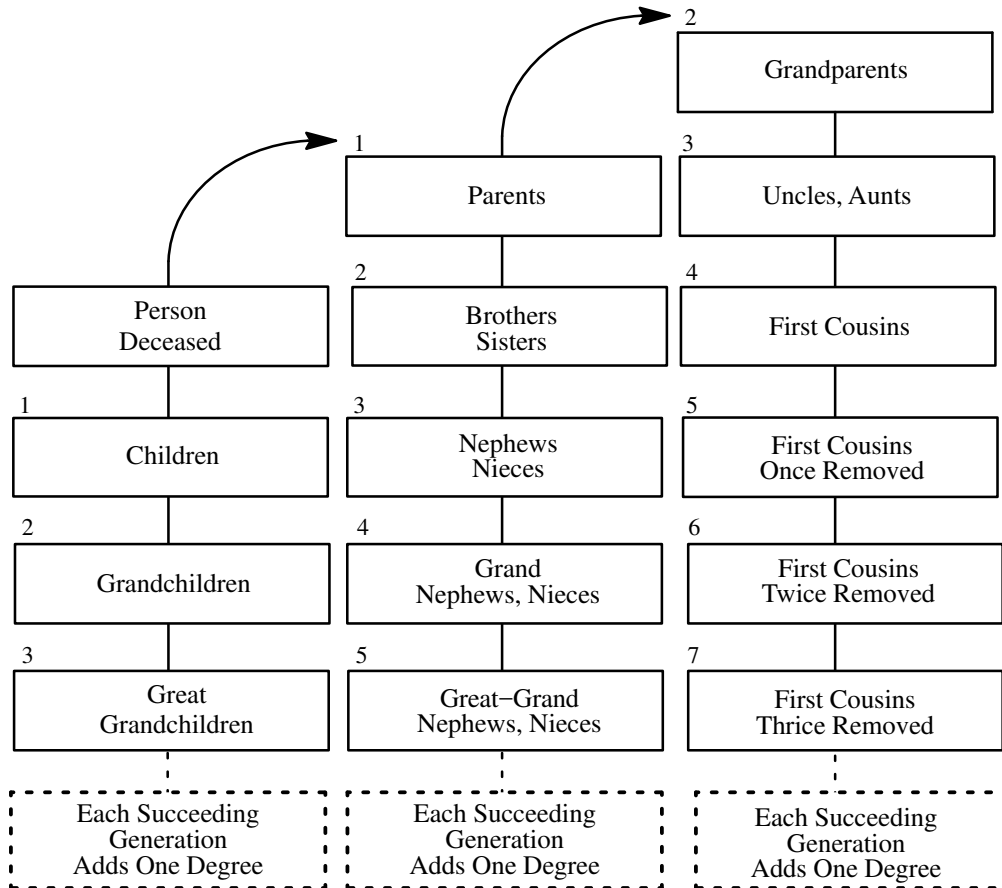 2
Grandparents
1
Parents
3
Uncles, Aunts
Person
Deceased
2
Brothers
Sisters
4
First Cousins
1
Children
3
Nephews
Nieces
5
First Cousins
Once Removed
2
Grandchildren
4
Grand
Nephews, Nieces
6
First Cousins
Twice Removed
3
Great
Grandchildren
5
Great−Grand
Nephews, Nieces
7
First Cousins
Thrice Removed
Each Succeeding
Generation
Adds One Degree
Each Succeeding
Generation
Adds One Degree
Each Succeeding
Generation
Adds One Degree